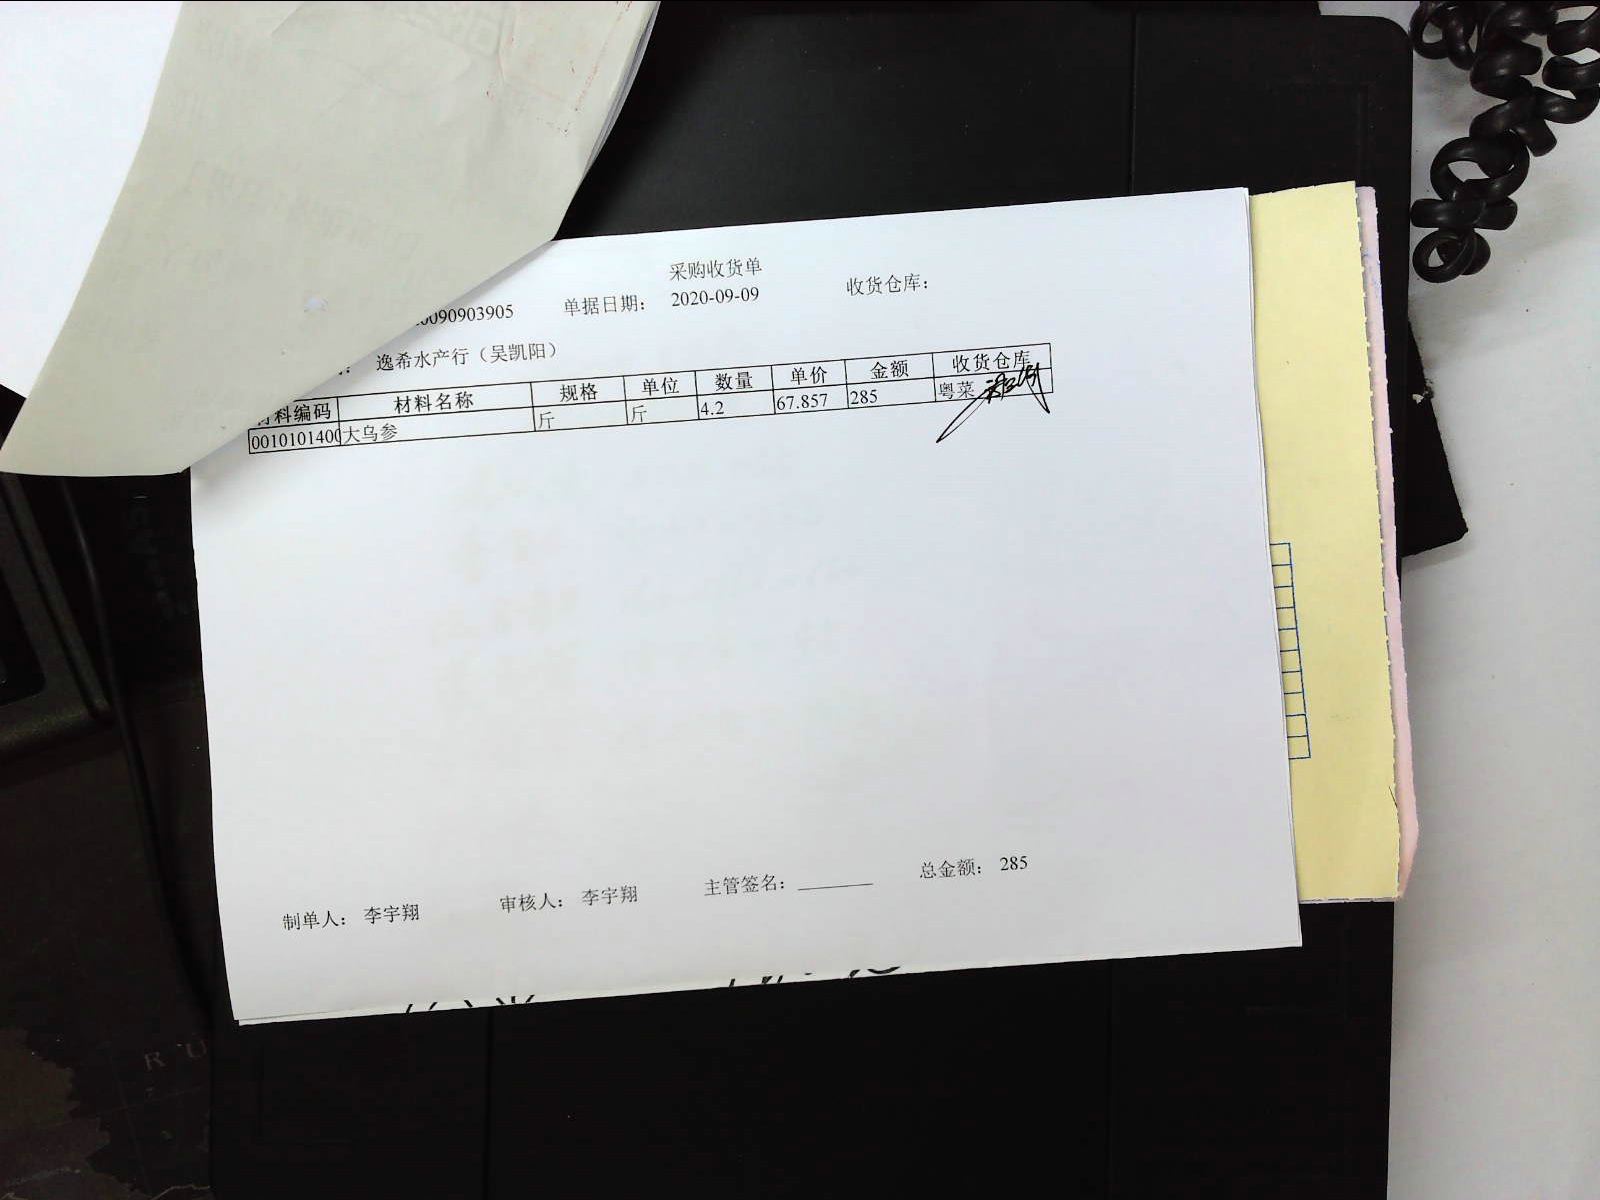 采购收货单
0090903905 单据日期： 2020-09-09 收货仓库：
逸希水产行（吴凯阳）
材料编码 材料名称 规格 单位 数量 单价 金额 收货仓库
0010101400 大乌参 斤 斤 4.2 67.857 285 粤菜
制单人： 李宇翔 审核人： 李宇翔 主管签名： 总金额： 285